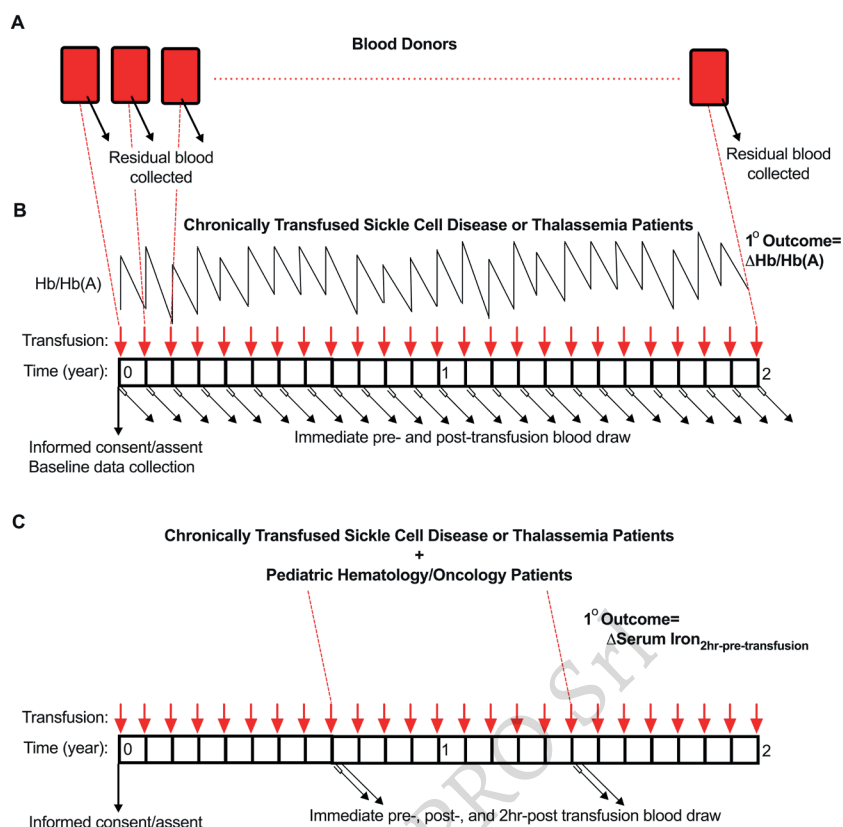 A
Blood Donors
Residual blood
collected
Residual blood
collected
B
Chronically Transfused Sickle Cell Disease or Thalassemia Patients
1° Outcome=
ΔHb/Hb(A)
Hb/Hb(A)
Transfusion:
Time (year): 0 1 2
Informed consent/assent
Baseline data collection
Immediate pre- and post-transfusion blood draw
C
Chronically Transfused Sickle Cell Disease or Thalassemia Patients
+
Pediatric Hematology/Oncology Patients
1° Outcome=
ΔSerum Iron2hr-pre-transfusion
Transfusion:
Time (year): 0 1 2
Informed consent/assent
Immediate pre-, post-, and 2hr-post transfusion blood draw
PRO Srl